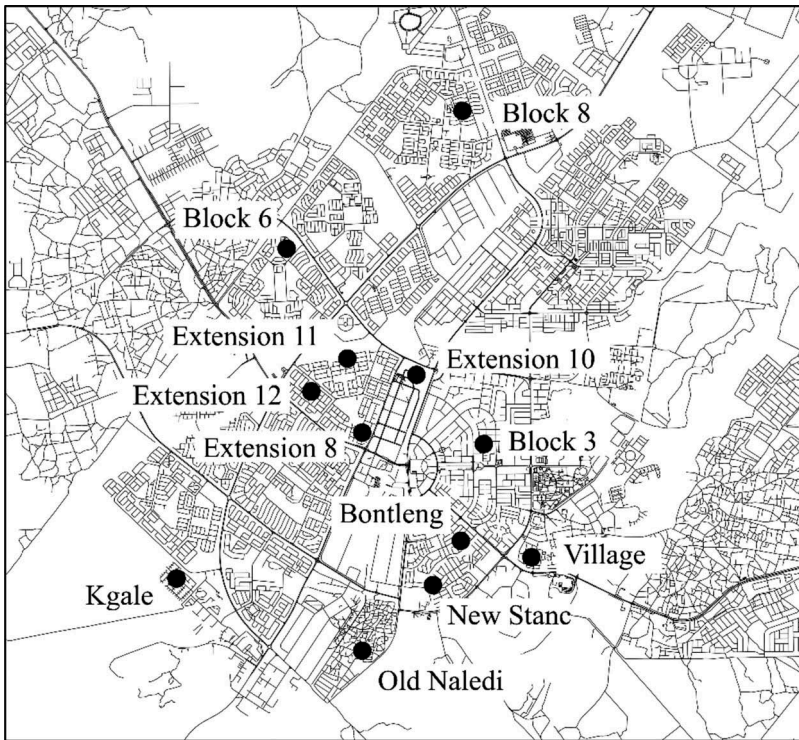 Block 8
Block 6
Extension 11
Extension 10
Extension 12
Extension 8
Block 3
Bontleng
Village
Kgale
New Stanc
Old Naledi